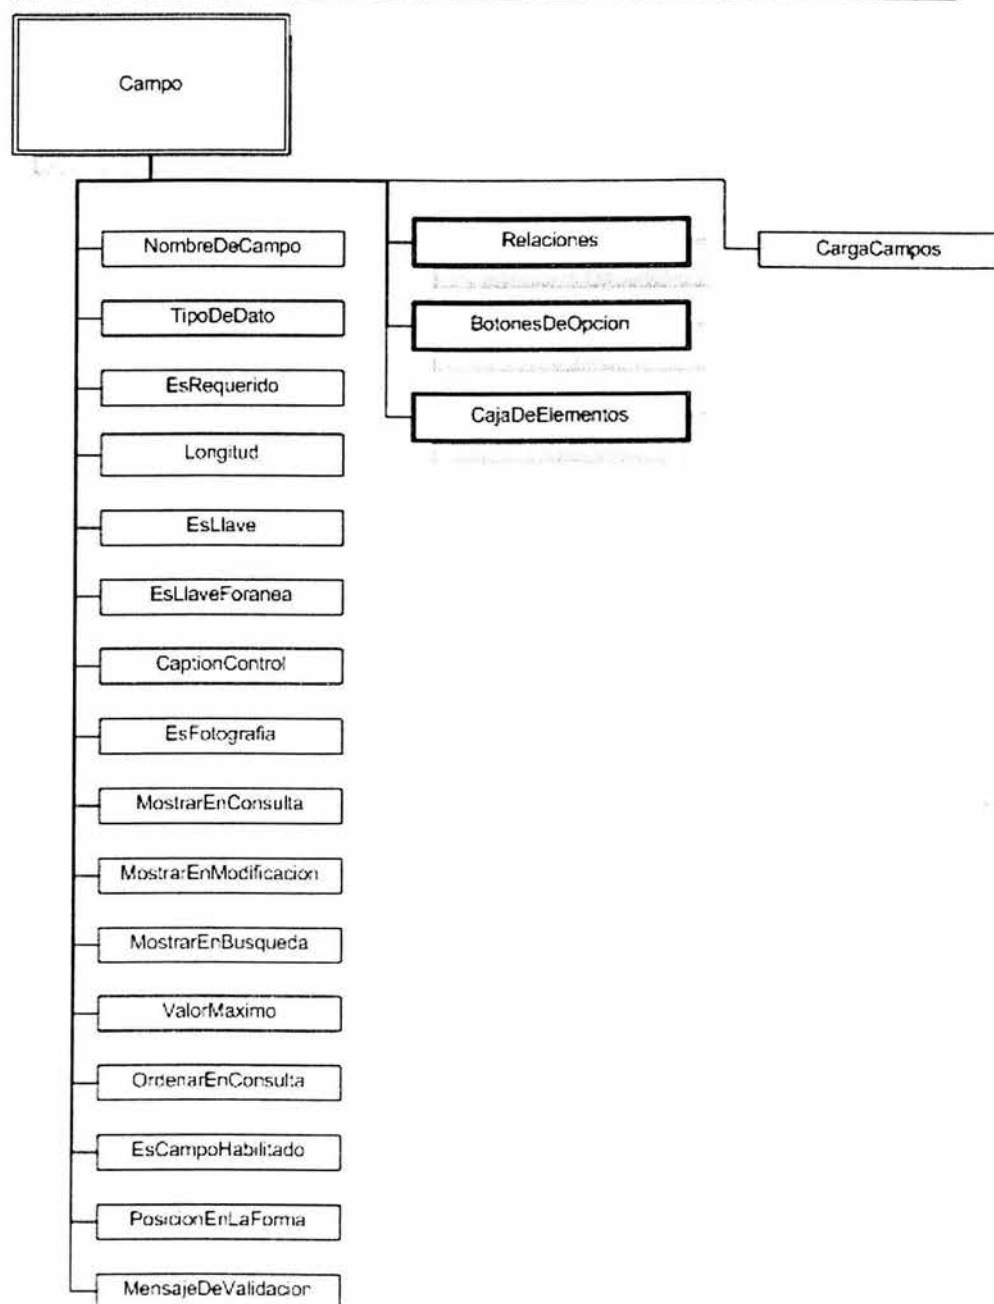 Campo
NombreDeCampo
TipoDeDato
EsRequerido
Longitud
EsLlave
EsLlaveForanea
CaptionControl
EsFotografia
MostrarEnConsulta
MostrarEnModificacion
MostrarEnBusqueda
ValorMaximo
OrdenarEnConsulta
EsCampoHabilitado
PosicionEnLaForma
MensajeDeValidacion
Relaciones
BotonesDeOpcion
CajaDeElementos
CargaCampos